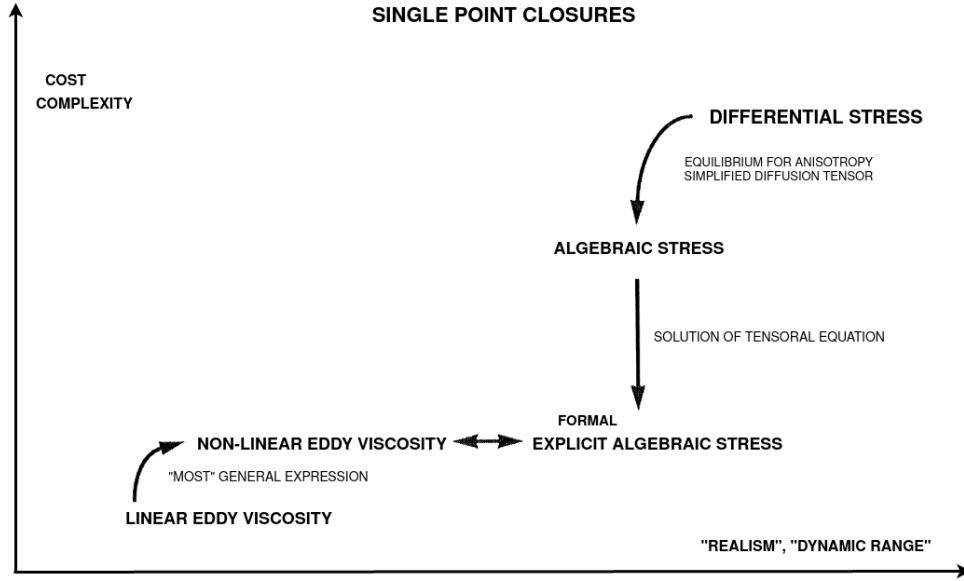 SINGLE POINT CLOSURES
COST
COMPLEXITY
DIFFERENTIAL STRESS
EQUILIBRIUM FOR ANISOTROPY
SIMPLIFIED DIFFUSION TENSOR
ALGEBRAIC STRESS
SOLUTION OF TENSORAL EQUATION
FORMAL
NON-LINEAR EDDY VISCOSITY
EXPLICIT ALGEBRAIC STRESS
"MOST" GENERAL EXPRESSION
LINEAR EDDY VISCOSITY
"REALISM", "DYNAMIC RANGE"